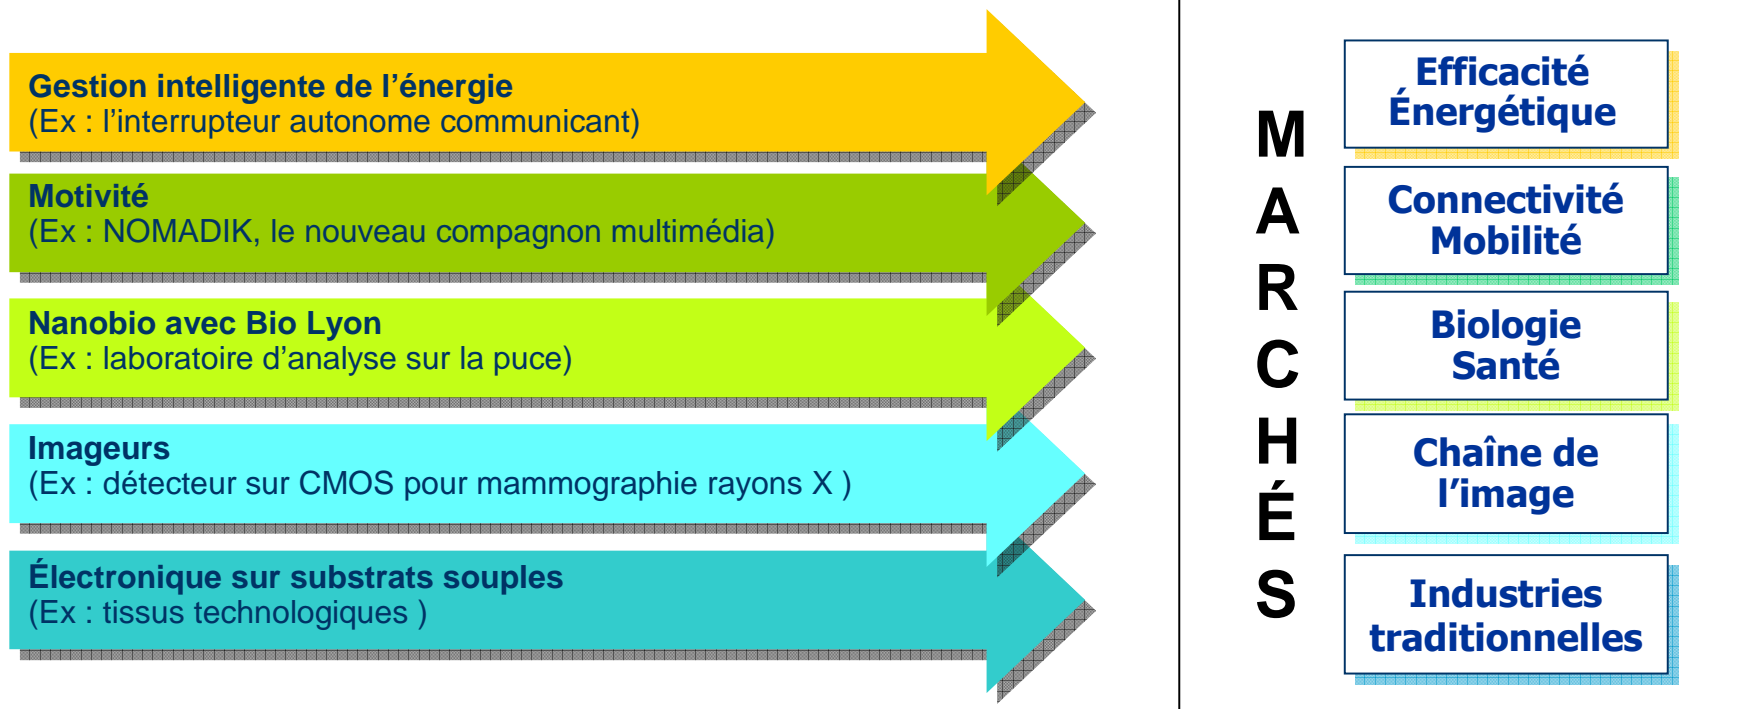 Gestion intelligente de l’énergie
(Ex : l’interrupteur autonome communicant)
Motivité
(Ex : NOMADIK, le nouveau compagnon multimédia)
Nanobio avec Bio Lyon
(Ex : laboratoire d’analyse sur la puce)
Imageurs
(Ex : détecteur sur CMOS pour mammographie rayons X )
Électronique sur substrats souples
(Ex : tissus technologiques )
MARCHÉS
Efficacité
Énergétique
Connectivité
Mobilité
Biologie
Santé
Chaîne de
l’image
Industries
traditionnelles